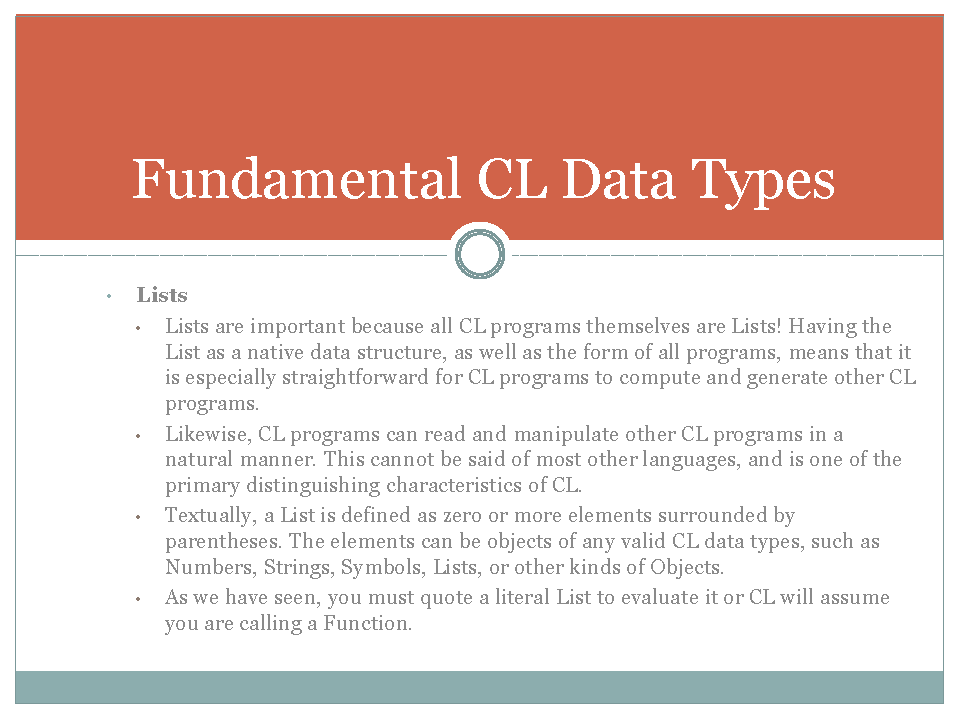 Fundamental CL Data Types
• Lists
• Lists are important because all CL programs themselves are Lists! Having the
List as a native data structure, as well as the form of all programs, means that it
is especially straightforward for CL programs to compute and generate other CL
programs.
• Likewise, CL programs can read and manipulate other CL programs in a
natural manner. This cannot be said of most other languages, and is one of the
primary distinguishing characteristics of CL.
• Textually, a List is defined as zero or more elements surrounded by
parentheses. The elements can be objects of any valid CL data types, such as
Numbers, Strings, Symbols, Lists, or other kinds of Objects.
• As we have seen, you must quote a literal List to evaluate it or CL will assume
you are calling a Function.